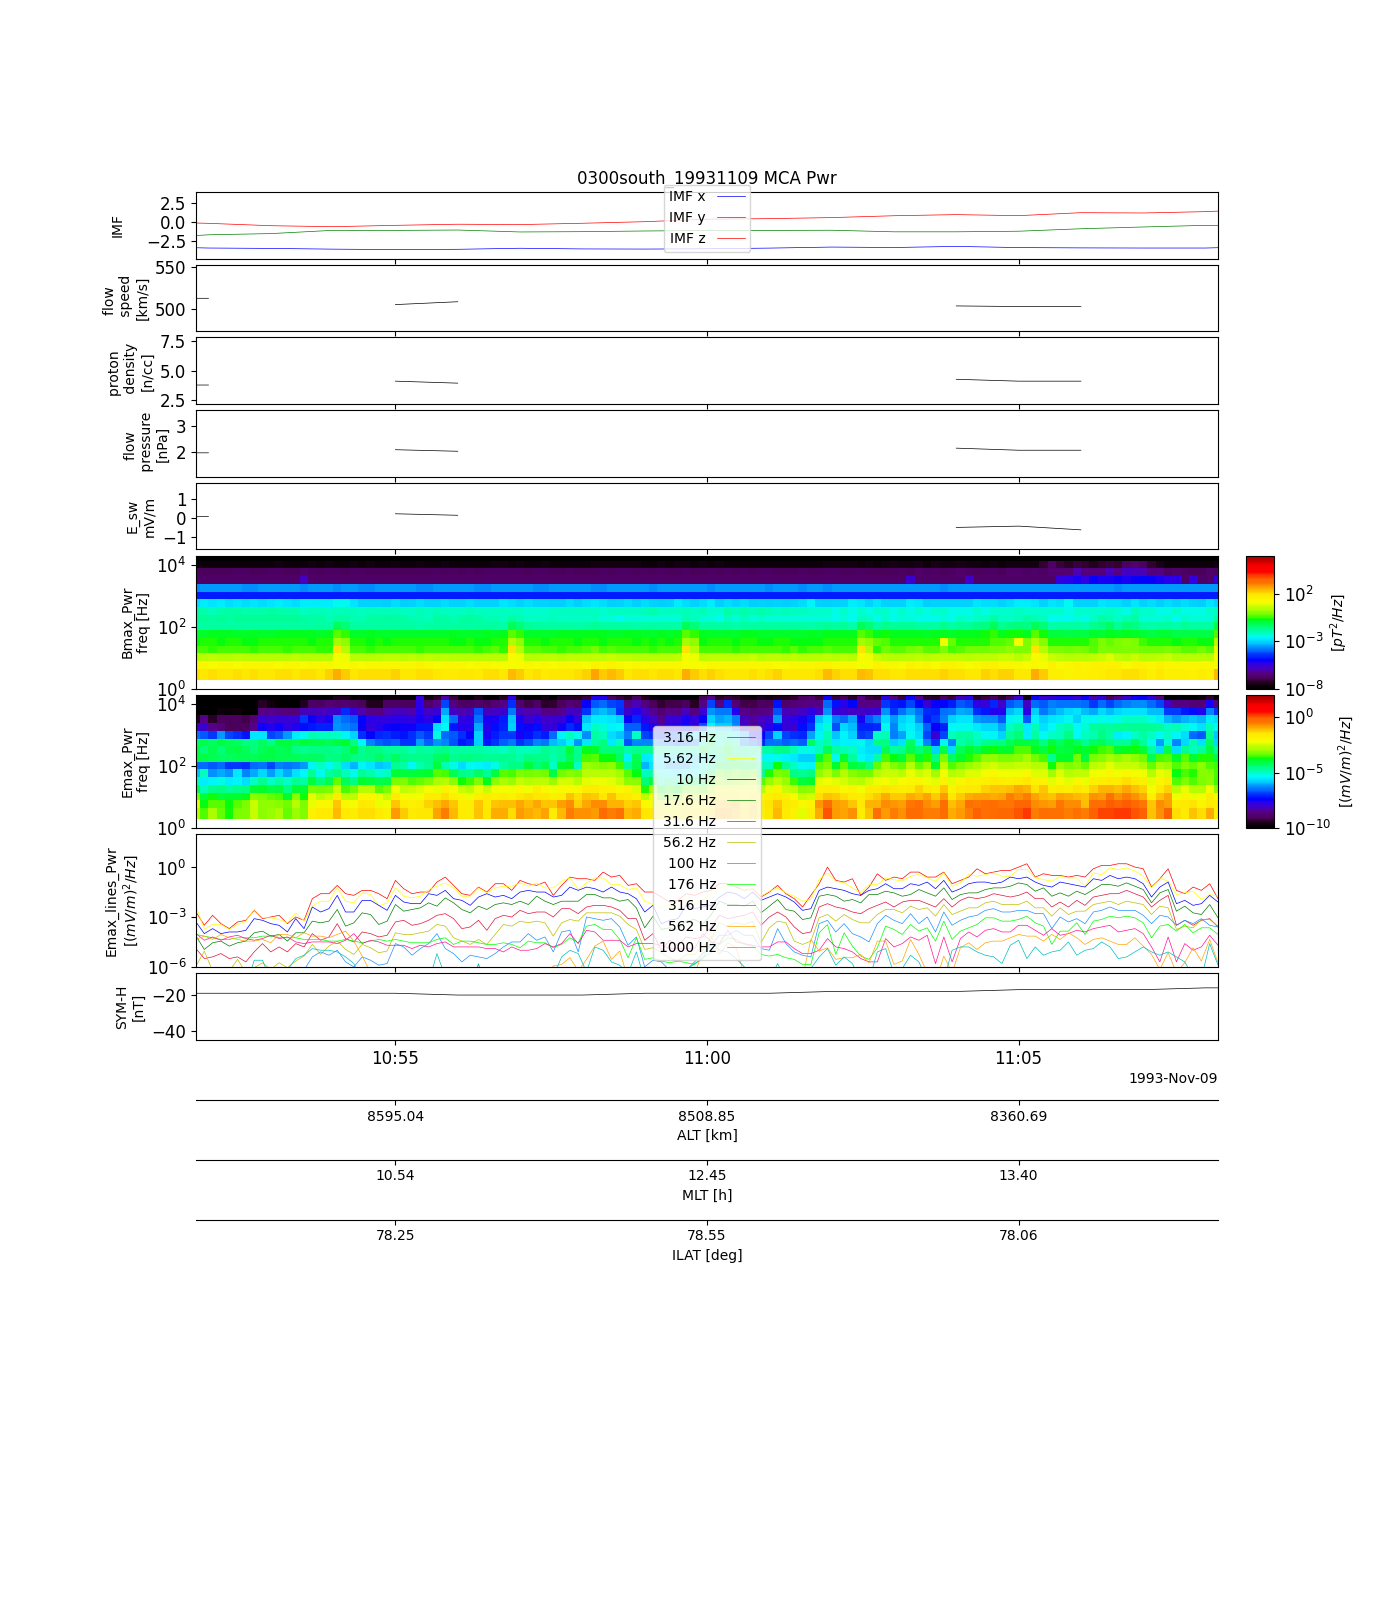 0300south_19931109 MCA Pwr
IMF
2.5
0.0
−2.5
IMF x
IMF y
IMF z
flow
speed
[km/s]
550
500
proton
density
[n/cc]
7.5
5.0
2.5
flow
pressure
[nPa]
3
2
E_sw
mV/m
1
0
−1
Bmax_Pwr
freq [Hz]
10^4
10^2
10^0
10^2
10^−3
10^−8
[pT^2/Hz]
Emax_Pwr
freq [Hz]
10^4
10^2
10^0
10^0
10^−5
10^−10
[(mV/m)^2/Hz]
3.16 Hz
5.62 Hz
10 Hz
17.6 Hz
31.6 Hz
56.2 Hz
100 Hz
176 Hz
316 Hz
562 Hz
1000 Hz
Emax_lines_Pwr
[(mV/m)^2/Hz]
10^0
10^−3
10^−6
SYM-H
[nT]
−20
−40
10:55 11:00 11:05
1993-Nov-09
8595.04 8508.85 8360.69
ALT [km]
10.54 12.45 13.40
MLT [h]
78.25 78.55 78.06
ILAT [deg]